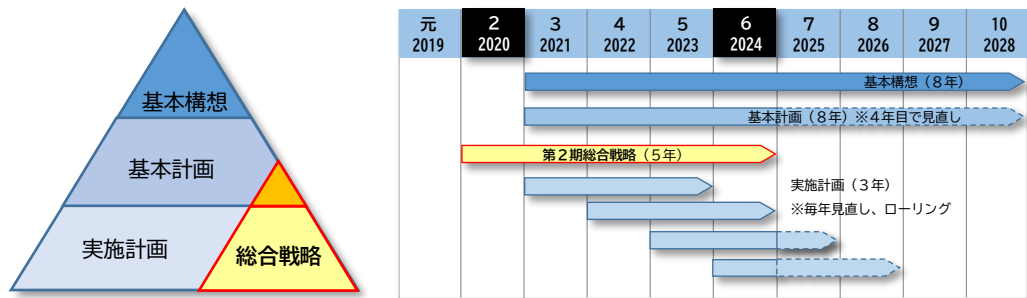 基本構想
基本計画
実施計画
総合戦略
元 2 3 4 5 6 7 8 9 10
2019 2020 2021 2022 2023 2024 2025 2026 2027 2028
基本構想(8年)
基本計画(8年)※4年目で見直し
第2期総合戦略(5年)
実施計画(3年)
※毎年見直し、ローリング